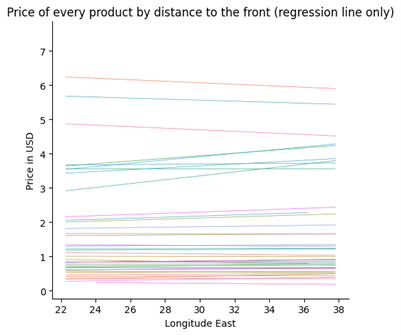 Price of every product by distance to the front (regression line only)
7
6
5
4
3
2
1
0
Price in USD
22 24 26 28 30 32 34 36 38
Longitude East